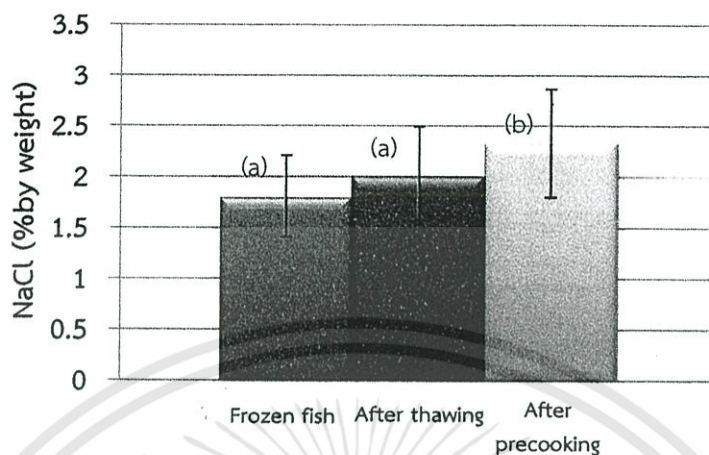 NaCl (%by weight)
3.5
3
2.5
2
1.5
1
0.5
0
(a)
(a)
(b)
Frozen fish
After thawing
After
precooking